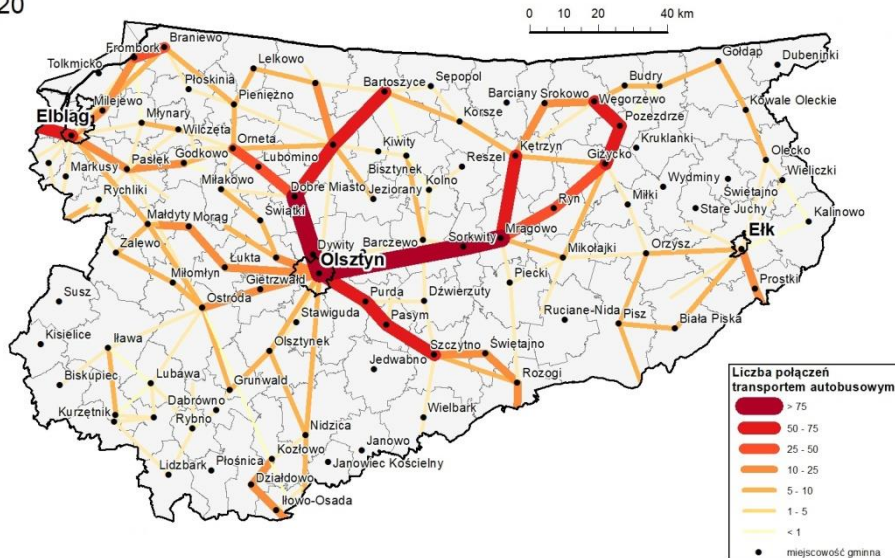 20
0 10 20 40 km
Braniewo
Frombork
Tolkmicko
Lelkowo
Gołdap
Dubeninki
Płoskinia
Bartoszyce
Sępopol
Budry
Barciany
Srokowo
Węgorzewo
Milejewo
Pieniężno
Kowale Oleckie
Elbląg
Młynary
Wilczęta
Korsze
Pozezdrze
Orneta
Kiwity
Kruklanki
Markusy
Pasłęk
Godkowo
Lubomino
Bisztynek
Reszel
Kętrzyn
Giżycko
Olecko
Wieliczki
Rychliki
Miłakowo
Dobre Miasto
Jeziorany
Kolno
Wydminy
Świętajno
Świątki
Ryn
Miłki
Stare Juchy
Kalinowo
Małdyty
Morąg
Sorkwity
Mrągowo
Ełk
Zalewo
Łukta
Dywity
Barczewo
Olsztyn
Mikołajki
Orzysz
Miłomłyn
Gietrzwałd
Piecki
Prostki
Susz
Ostróda
Purda
Dźwierzuty
Stawiguda
Pasym
Ruciane-Nida
Pisz
Biała Piska
Kisielice
Iława
Olsztynek
Szczytno
Świętajno
Jedwabno
Biskupiec
Lubawa
Grunwald
Rozogi
Dąbrówno
Kurzętnik
Rybno
Wielbark
Nidzica
Kozłowo
Janowo
Lidzbark
Płośnica
Janowiec Kościelny
Działdowo
Iłowo-Osada
Liczba połączeń
transportem autobusowym
> 75
50 - 75
25 - 50
10 - 25
5 - 10
1 - 5
< 1
miejscowość gminna